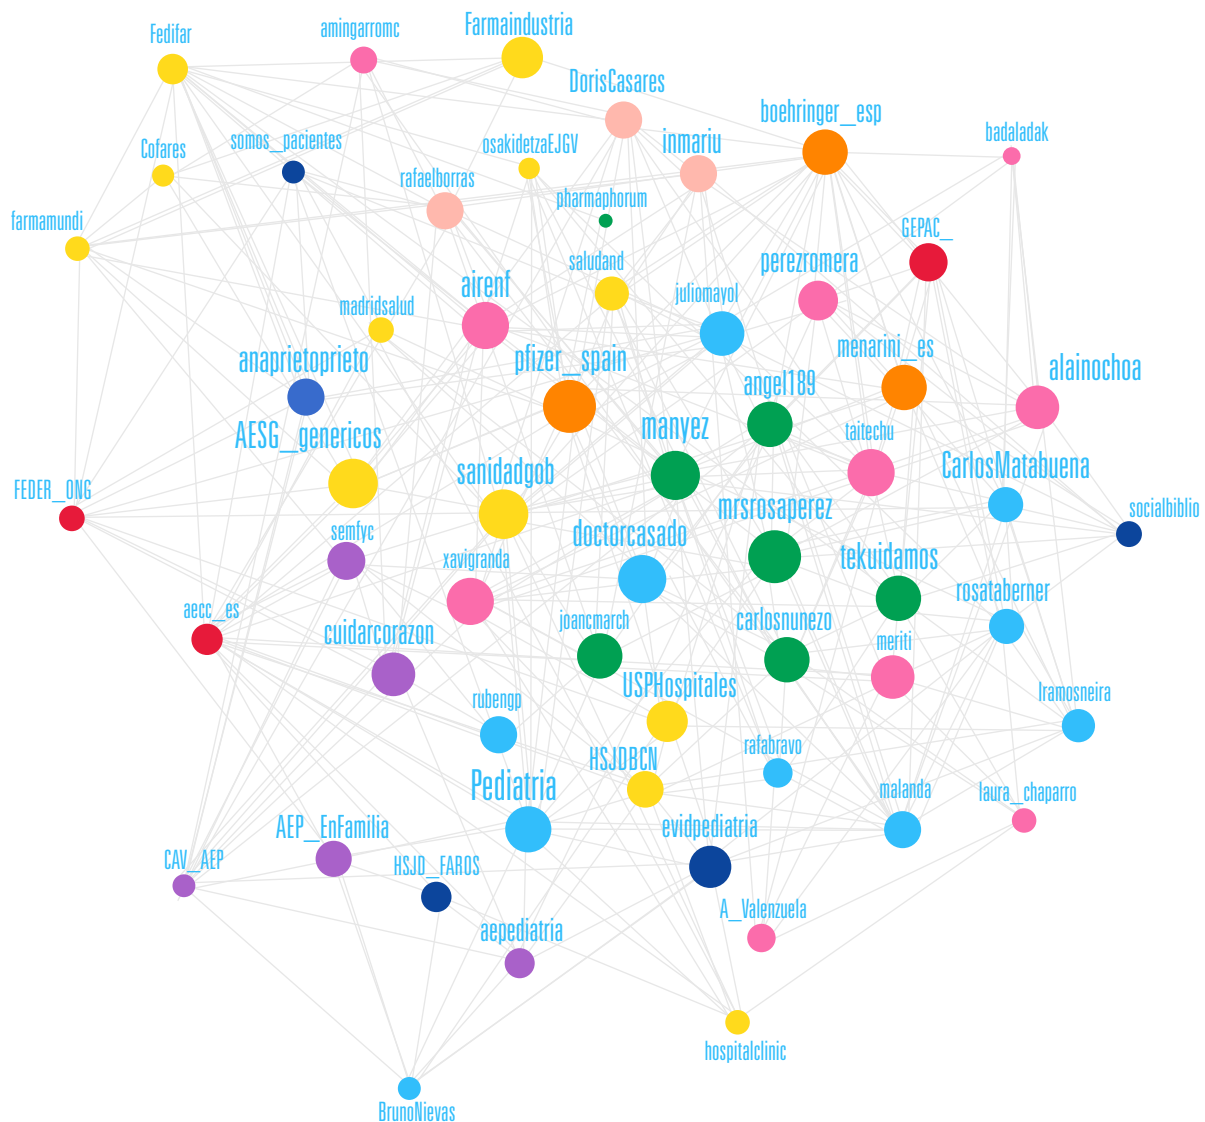 Farmaindustria
Fedifar
amingarromc
DorisCasares
boehringer_esp
badaladak
inmariu
somos_pacientes
osakidetzaEJGV
Cofares
rafaelborras
pharmaphorum
farmamundi
GEPAC_
saludand
perezromera
airenf
juliomayol
madridsalud
menarini_es
anaprietoprieto
pfizer_spain
alainochoa
angel189
manyez
AESG_genericos
taitechu
CarlosMatabuena
sanidadgob
FEDER_ONG
mrsrosaperez
socialbiblio
semfyc
doctorcasado
xavigranda
tekuidamos
rosataberner
aecc_es
joancmarch
carlosnunezo
cuidarcorazon
meriti
USPHospitales
lramosneira
rubengp
rafabravo
HSJDBCN
Pediatria
malanda
laura_chaparro
AEP_EnFamilia
evidpediatria
CAV_AEP
HSJD_FAROS
A_Valenzuela
aepediatria
hospitalclinic
BrunoNievas